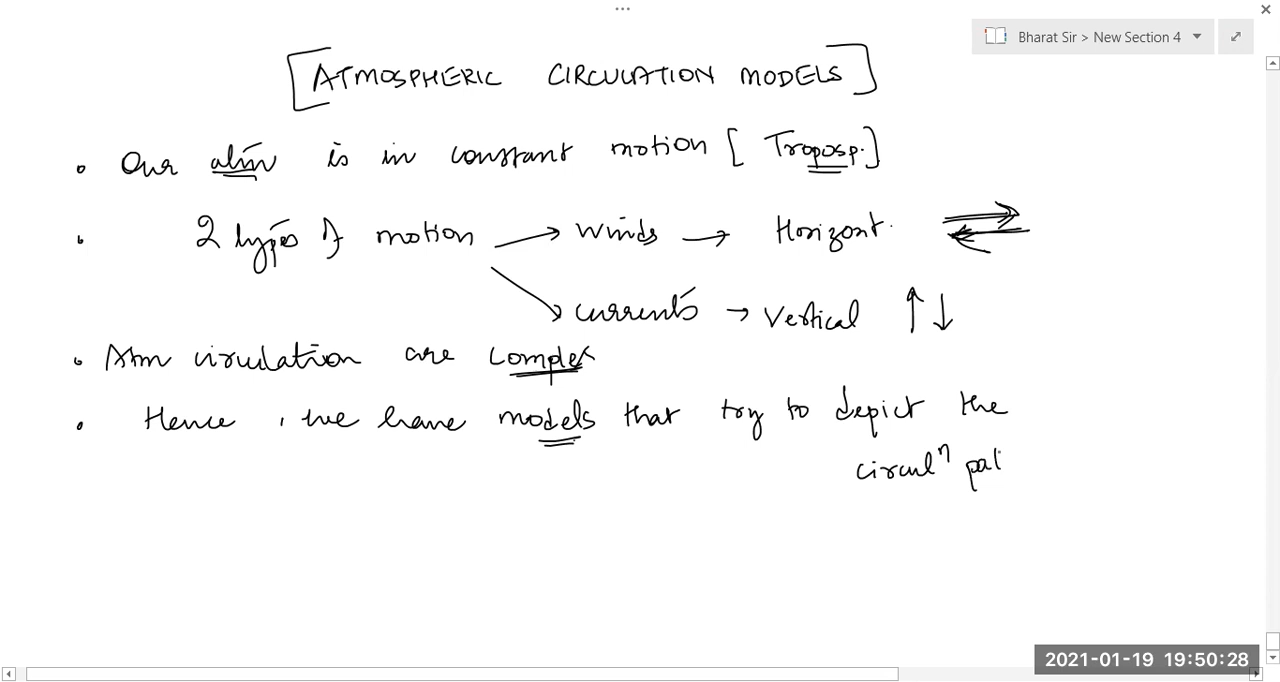 ...
Bharat Sir > New Section 4
[ATMOSPHERIC CIRCULATION MODELS]
• Our atm is in constant motion [Troposp.]
• 2 types of motion → winds → Horizont. ⇄
→ currents → Vertical ↑↓
• Atm circulation are complex
• Hence, we have models that try to depict the
circulⁿ pat
2021-01-19 19:50:28